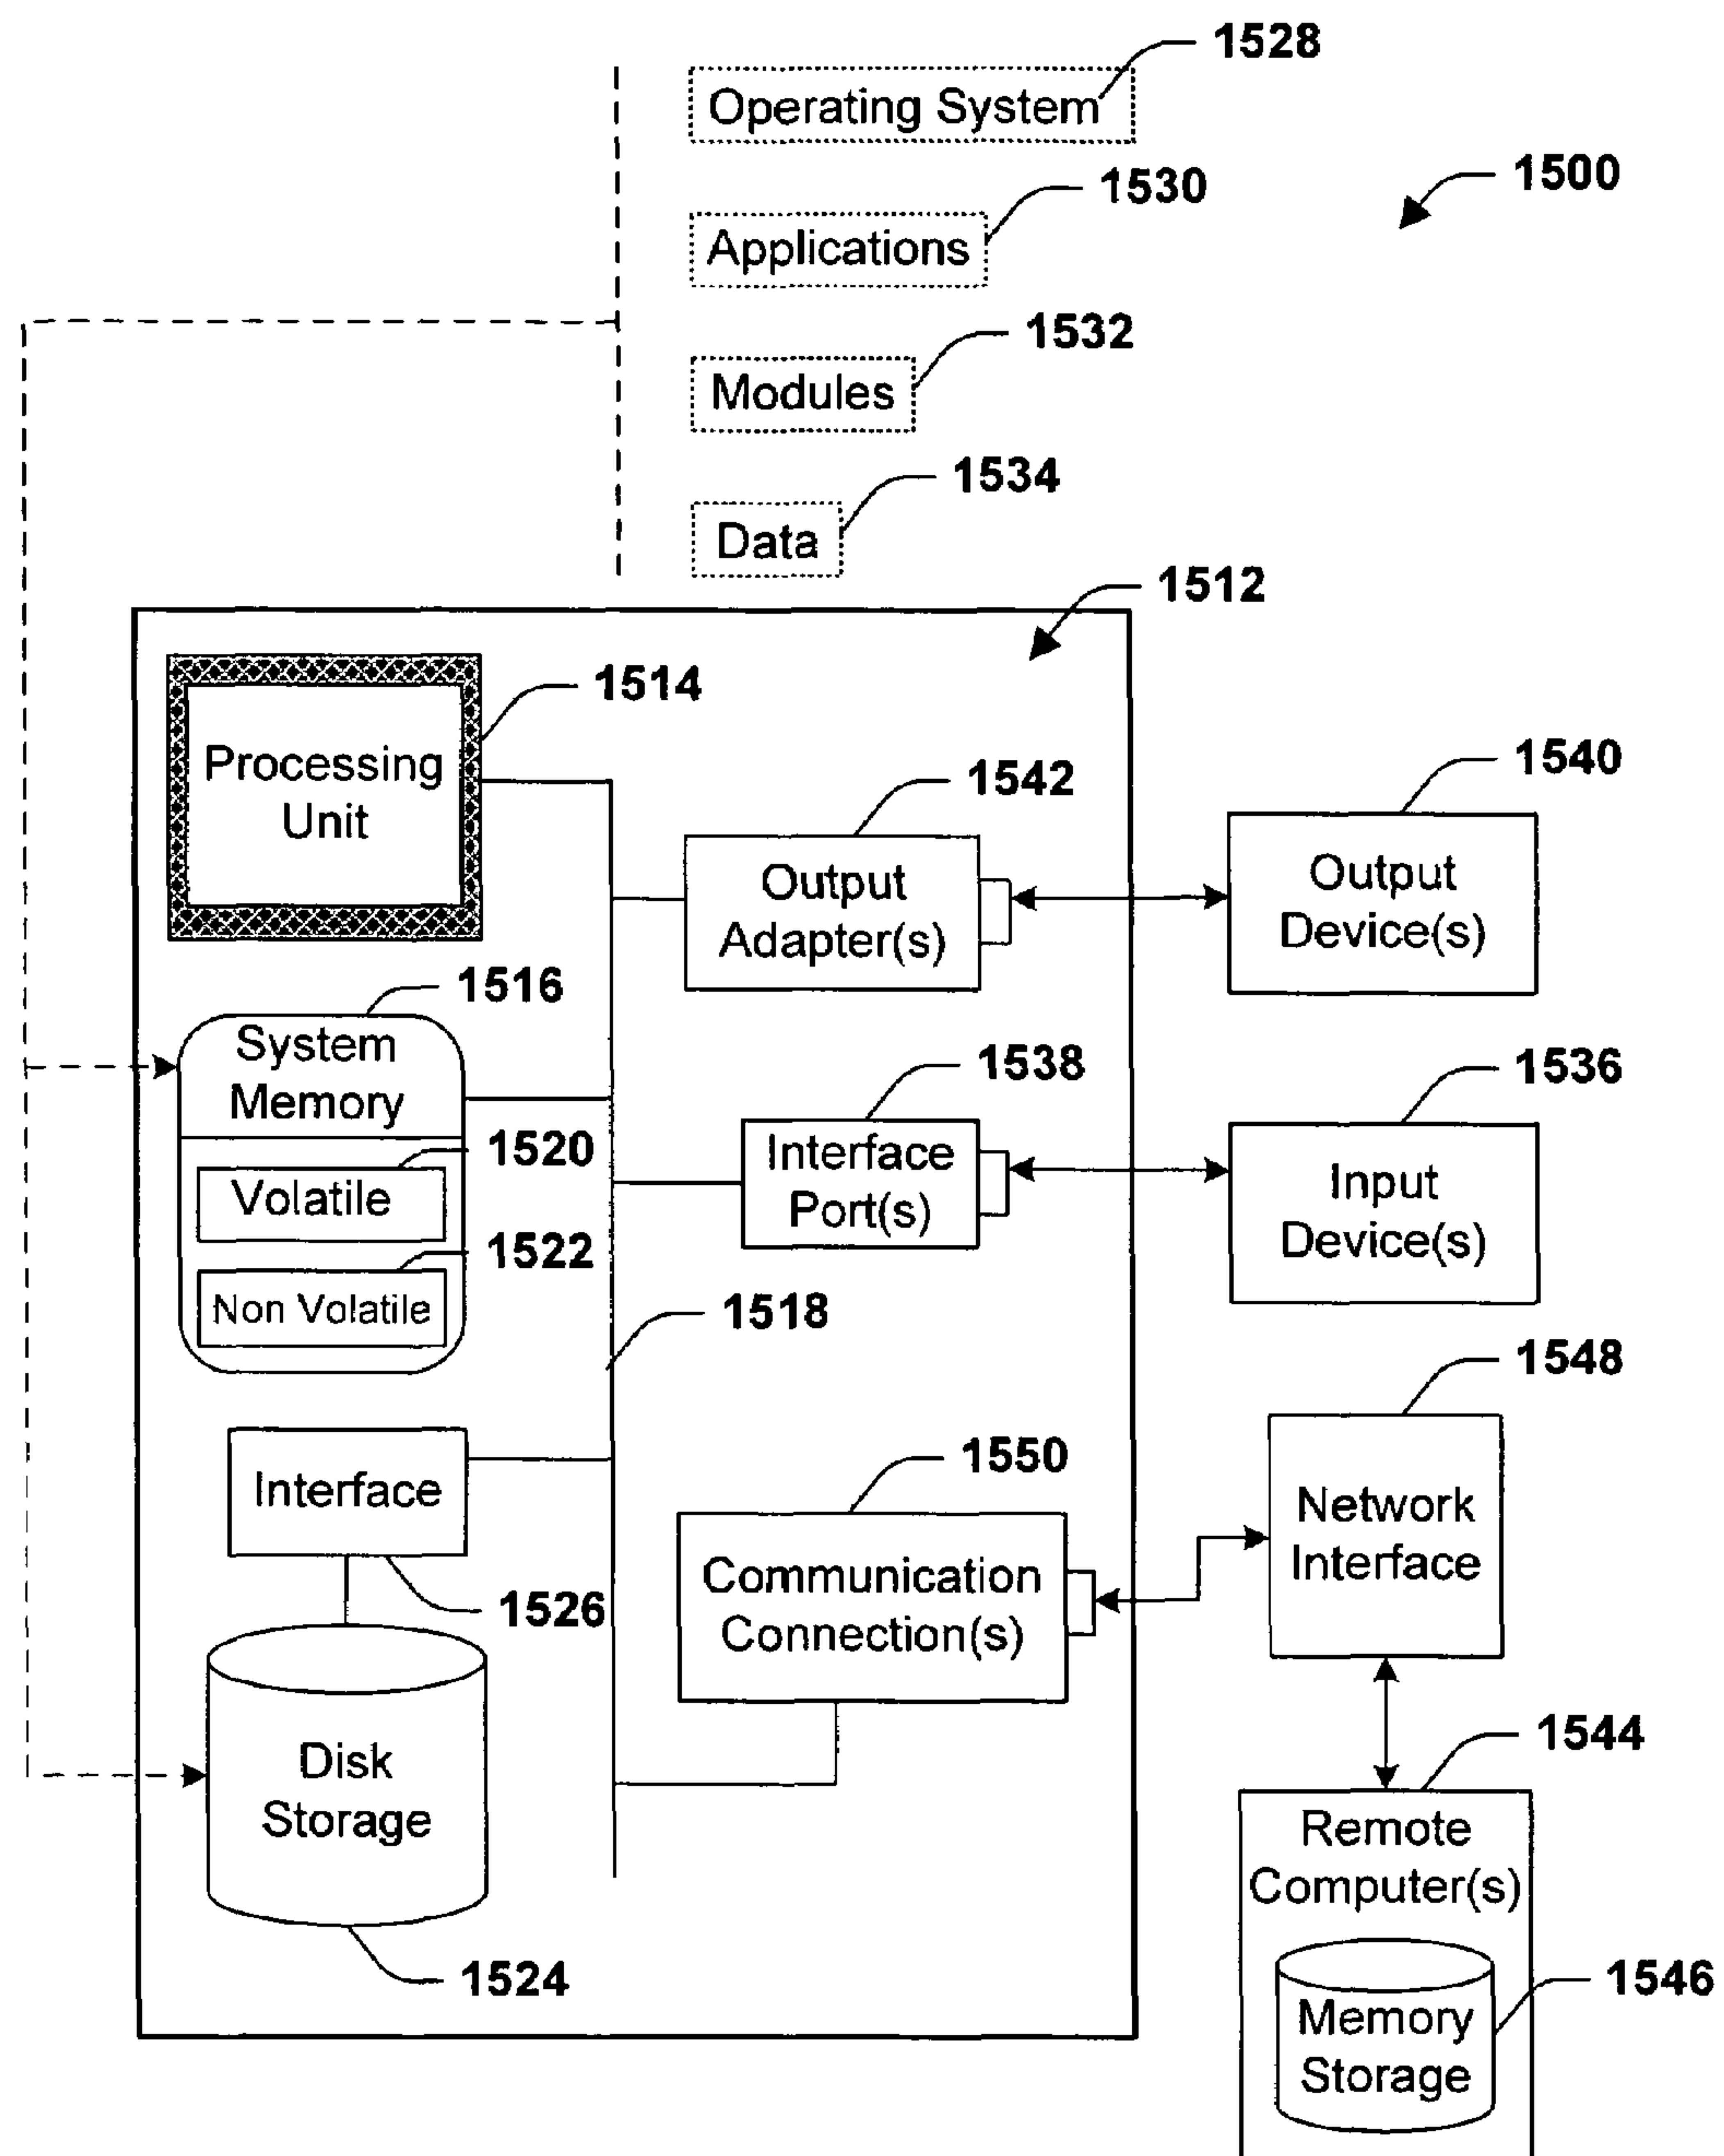 1528
Operating System
1500
1530
Applications
1532
Modules
1534
Data
1512
1514
Processing
Unit
1542
Output
Adapter(s)
1540
Output
Device(s)
1516
System
Memory
1520
Volatile
1522
Non Volatile
1538
Interface
Port(s)
1536
Input
Device(s)
1518
1548
Network
Interface
Interface
1526
1550
Communication
Connection(s)
Disk
Storage
1524
1544
Remote
Computer(s)
1546
Memory
Storage